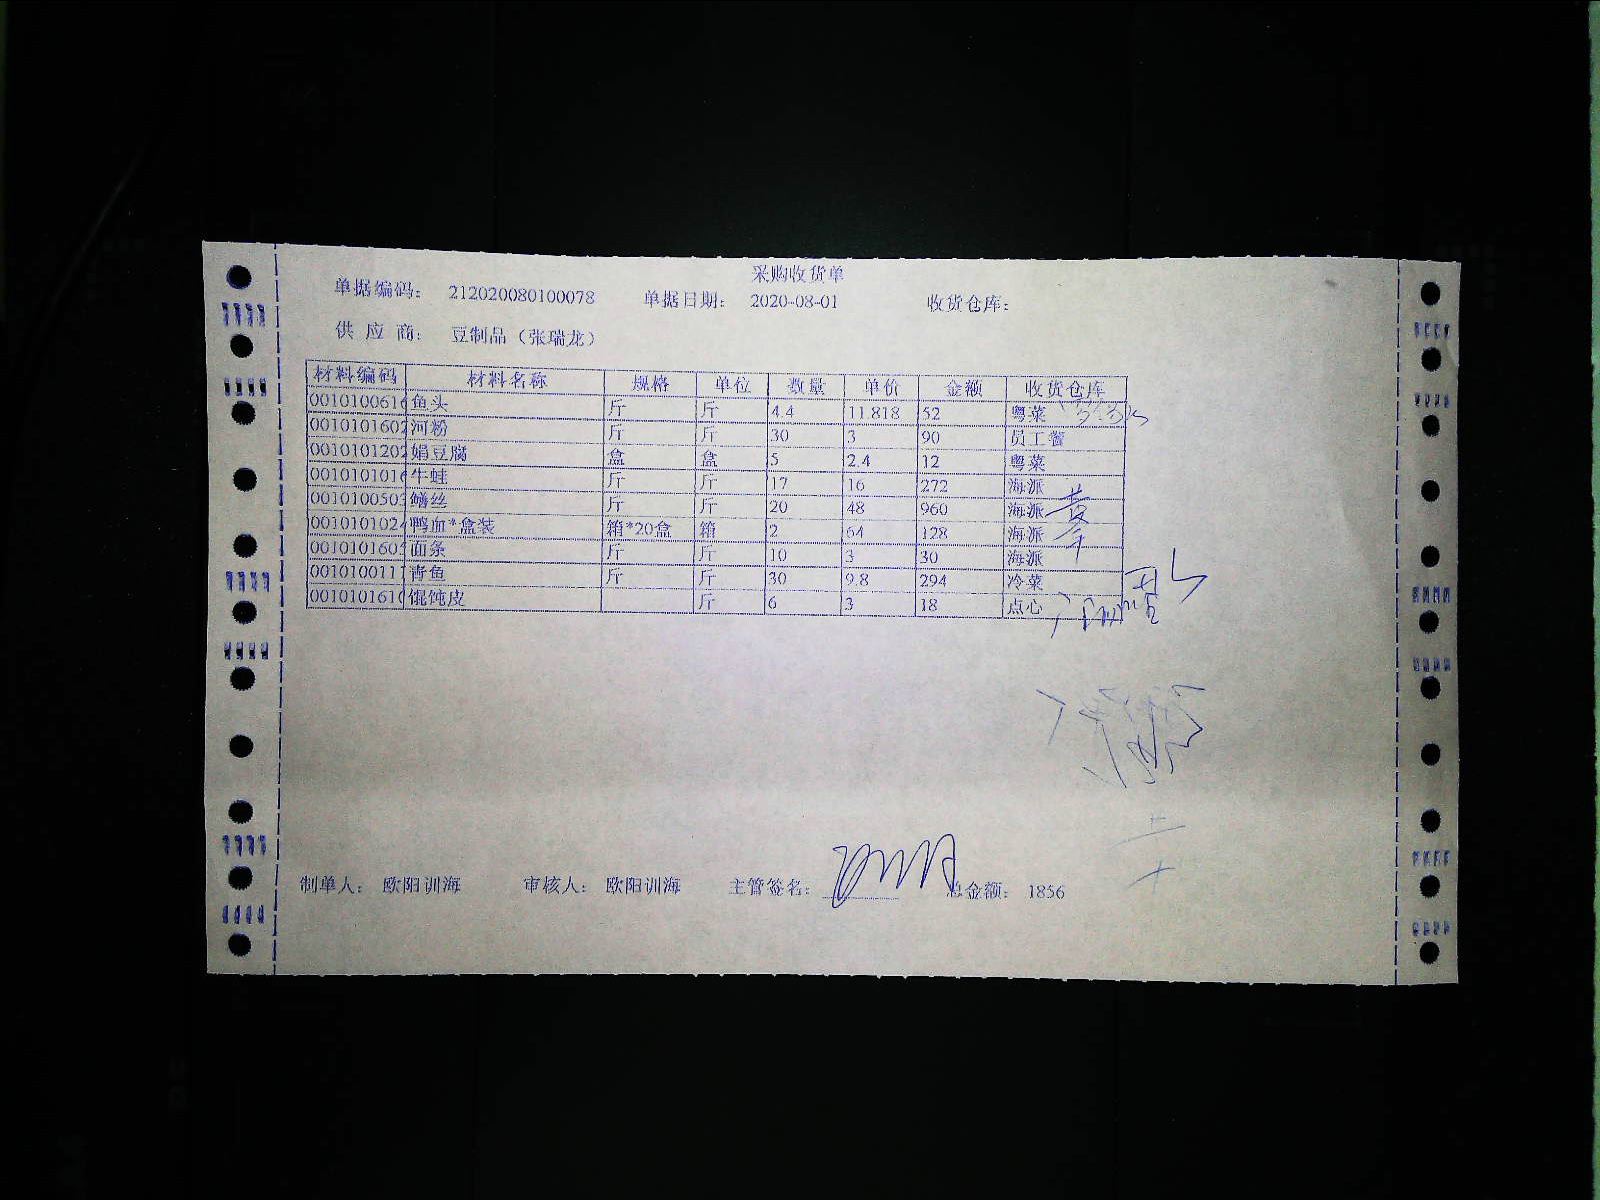 采购收货单
单据编码： 212020080100078 单据日期： 2020-08-01 收货仓库：
供 应 商： 豆制品（张瑞龙）
材料编码 材料名称 规格 单位 数量 单价 金额 收货仓库
0010100616 鱼头 斤 斤 4.4 11.818 52 粤菜
0010101602 河粉 斤 斤 30 3 90 员工餐
0010101202 娟豆腐 盒 盒 5 2.4 12 粤菜
0010101016 牛蛙 斤 斤 17 16 272 海派
0010100503 鳝丝 斤 斤 20 48 960 海派
001010102 鸭血*盒装 箱*20盒 箱 2 64 128 海派
001010160 面条 斤 斤 10 3 30 海派
001010011 青鱼 斤 斤 30 9.8 294 冷菜
001010161 馄饨皮 斤 6 3 18 点心
制单人： 欧阳训海 审核人： 欧阳训海 主管签名： 总金额： 1856